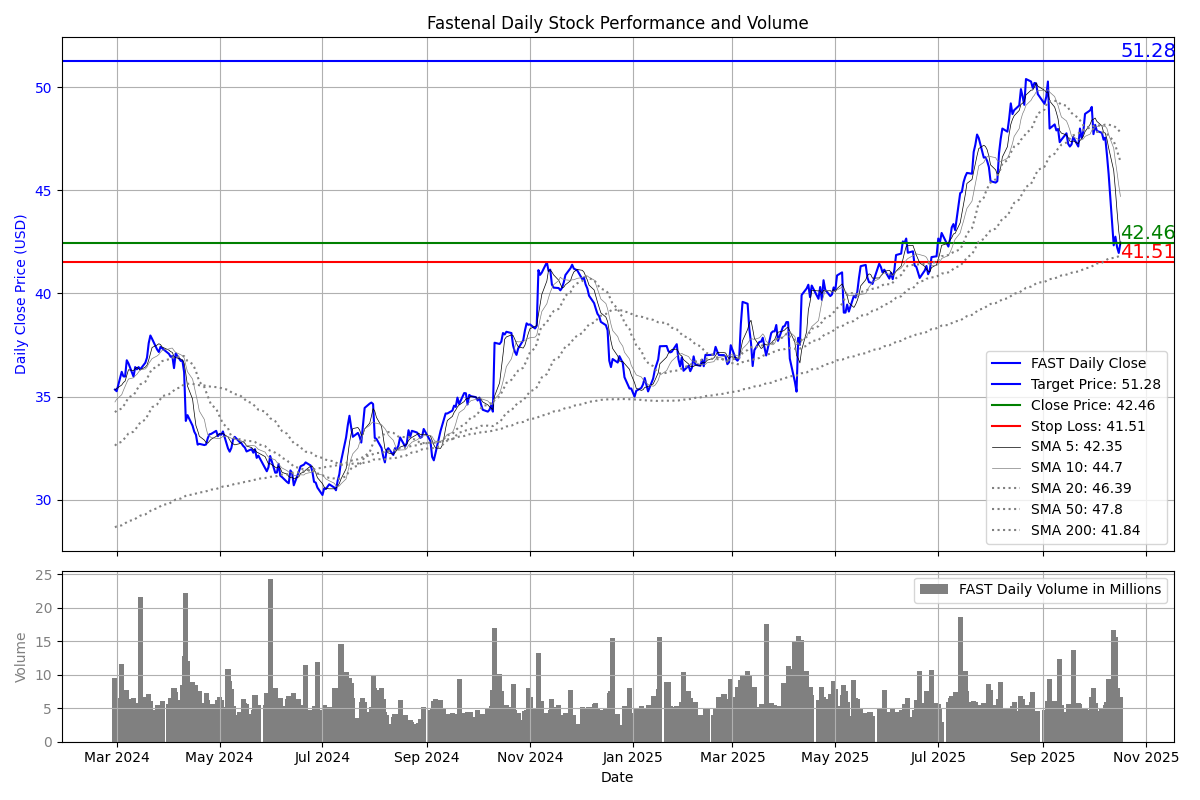 Fastenal Daily Stock Performance and Volume
51.28
50
45
42.46
41.51
40
35
30
Daily Close Price (USD)
FAST Daily Close
Target Price: 51.28
Close Price: 42.46
Stop Loss: 41.51
SMA 5: 42.35
SMA 10: 44.7
SMA 20: 46.39
SMA 50: 47.8
SMA 200: 41.84
25
20
15
10
5
0
Volume
FAST Daily Volume in Millions
Mar 2024 May 2024 Jul 2024 Sep 2024 Nov 2024 Jan 2025 Mar 2025 May 2025 Jul 2025 Sep 2025 Nov 2025
Date